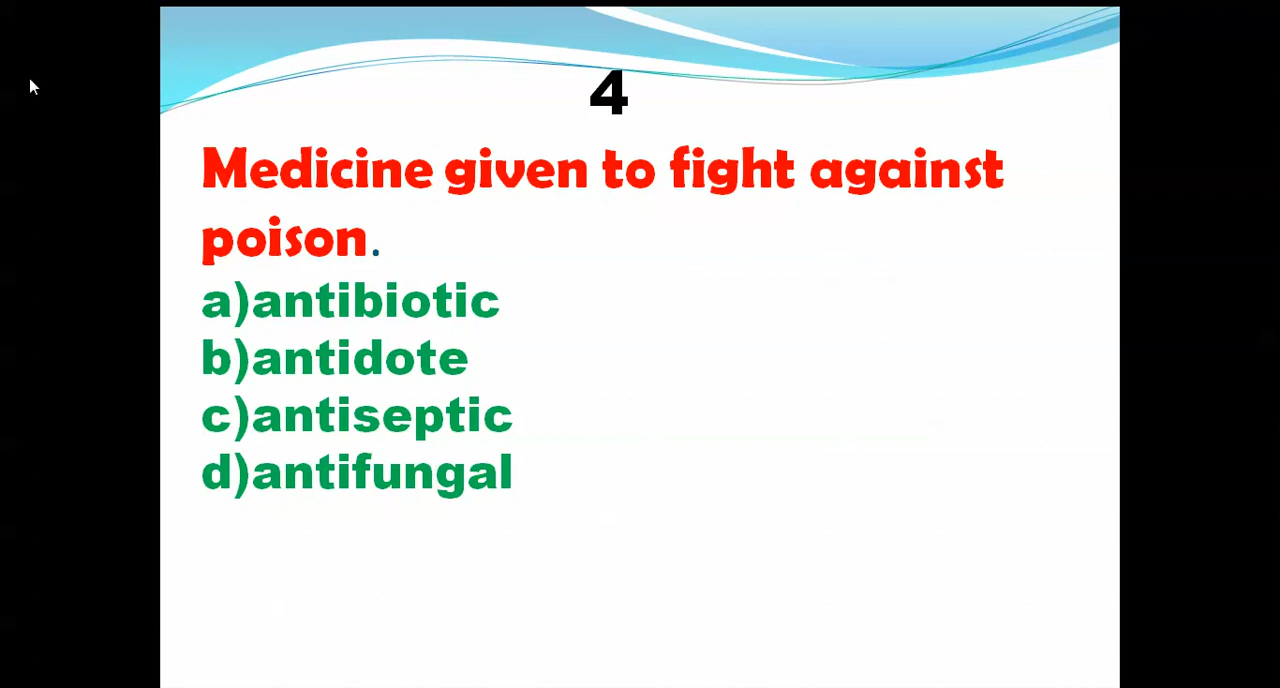 4
Medicine given to fight against
poison.
a)antibiotic
b)antidote
c)antiseptic
d)antifungal